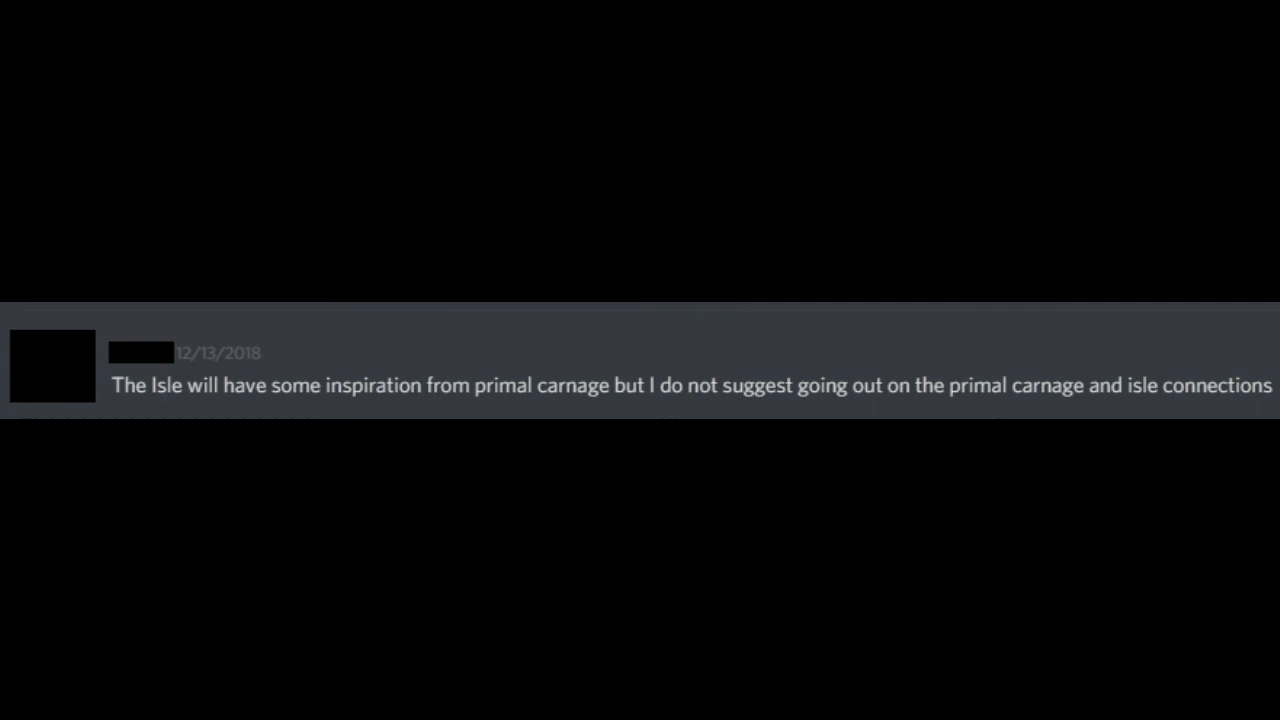 12/13/2018
The Isle will have some inspiration from primal carnage but I do not suggest going out on the primal carnage and isle connections